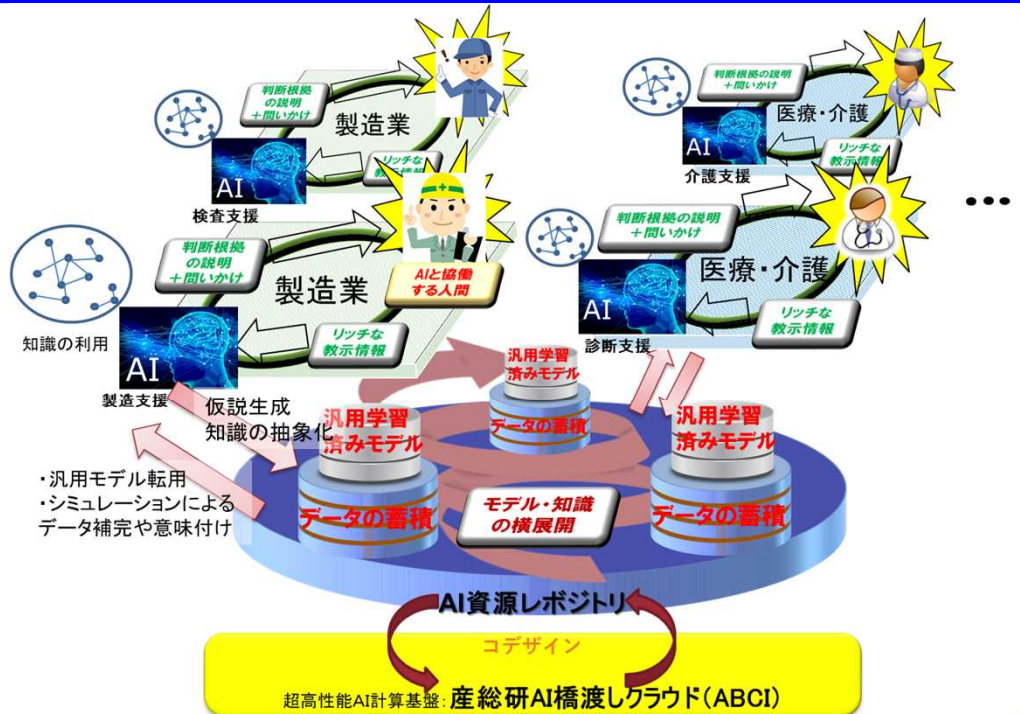 判断根拠の説明
+問いかけ
製造業
リッチな
教示情報
AI
検査支援
判断根拠の説明
+問いかけ
医療・介護
リッチな
教示情報
AI
介護支援
…
判断根拠
の説明
+問いかけ
製造業
AIと協働
する人間
リッチな
教示情報
AI
製造支援
知識の利用
判断根拠の説明
+問いかけ
医療・介護
リッチな
教示情報
AI
診断支援
仮説生成
知識の抽象化
・汎用モデル転用
・シミュレーションによる
データ補完や意味付け
汎用学習
済みモデル
データの蓄積
汎用学習
済みモデル
データの蓄積
汎用学習
済みモデル
データの蓄積
モデル・知識
の横展開
AI資源レポジトリ
コデザイン
超高性能AI計算基盤:産総研AI橋渡しクラウド(ABCI)